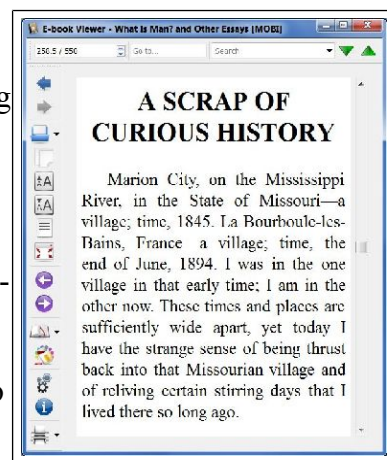 E-book Viewer - What Is Man? and Other Essays [MOBI]
258.5 / 550 Go to... Search
A SCRAP OF
CURIOUS HISTORY
Marion City, on the Mississippi
River, in the State of Missouri—a
village; time, 1845. La Bourboule-les-
Bains, France a village; time, the
end of June, 1894. I was in the one
village in that early time; I am in the
other now. These times and places are
sufficiently wide apart, yet today I
have the strange sense of being thrust
back into that Missourian village and
of reliving certain stirring days that I
lived there so long ago.